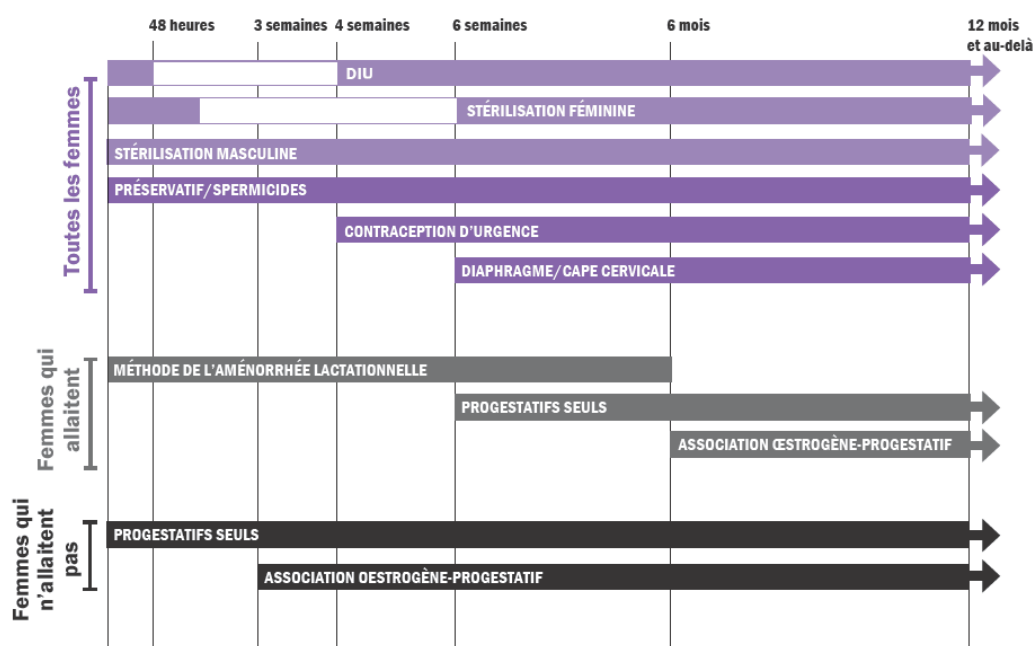 48 heures
3 semaines
4 semaines
6 semaines
6 mois
12 mois
et au-delà
Toutes les femmes
DIU
STÉRILISATION FÉMININE
STÉRILISATION MASCULINE
PRÉSERVATIF/SPERMICIDES
CONTRACEPTION D'URGENCE
DIAPHRAGME/CAPE CERVICALE
Femmes qui
allaitent
MÉTHODE DE L'AMÉNORRHÉE LACTATIONNELLE
PROGESTATIFS SEULS
ASSOCIATION ŒSTROGÈNE-PROGESTATIF
Femmes qui
n'allaitent
pas
PROGESTATIFS SEULS
ASSOCIATION OESTROGÈNE-PROGESTATIF